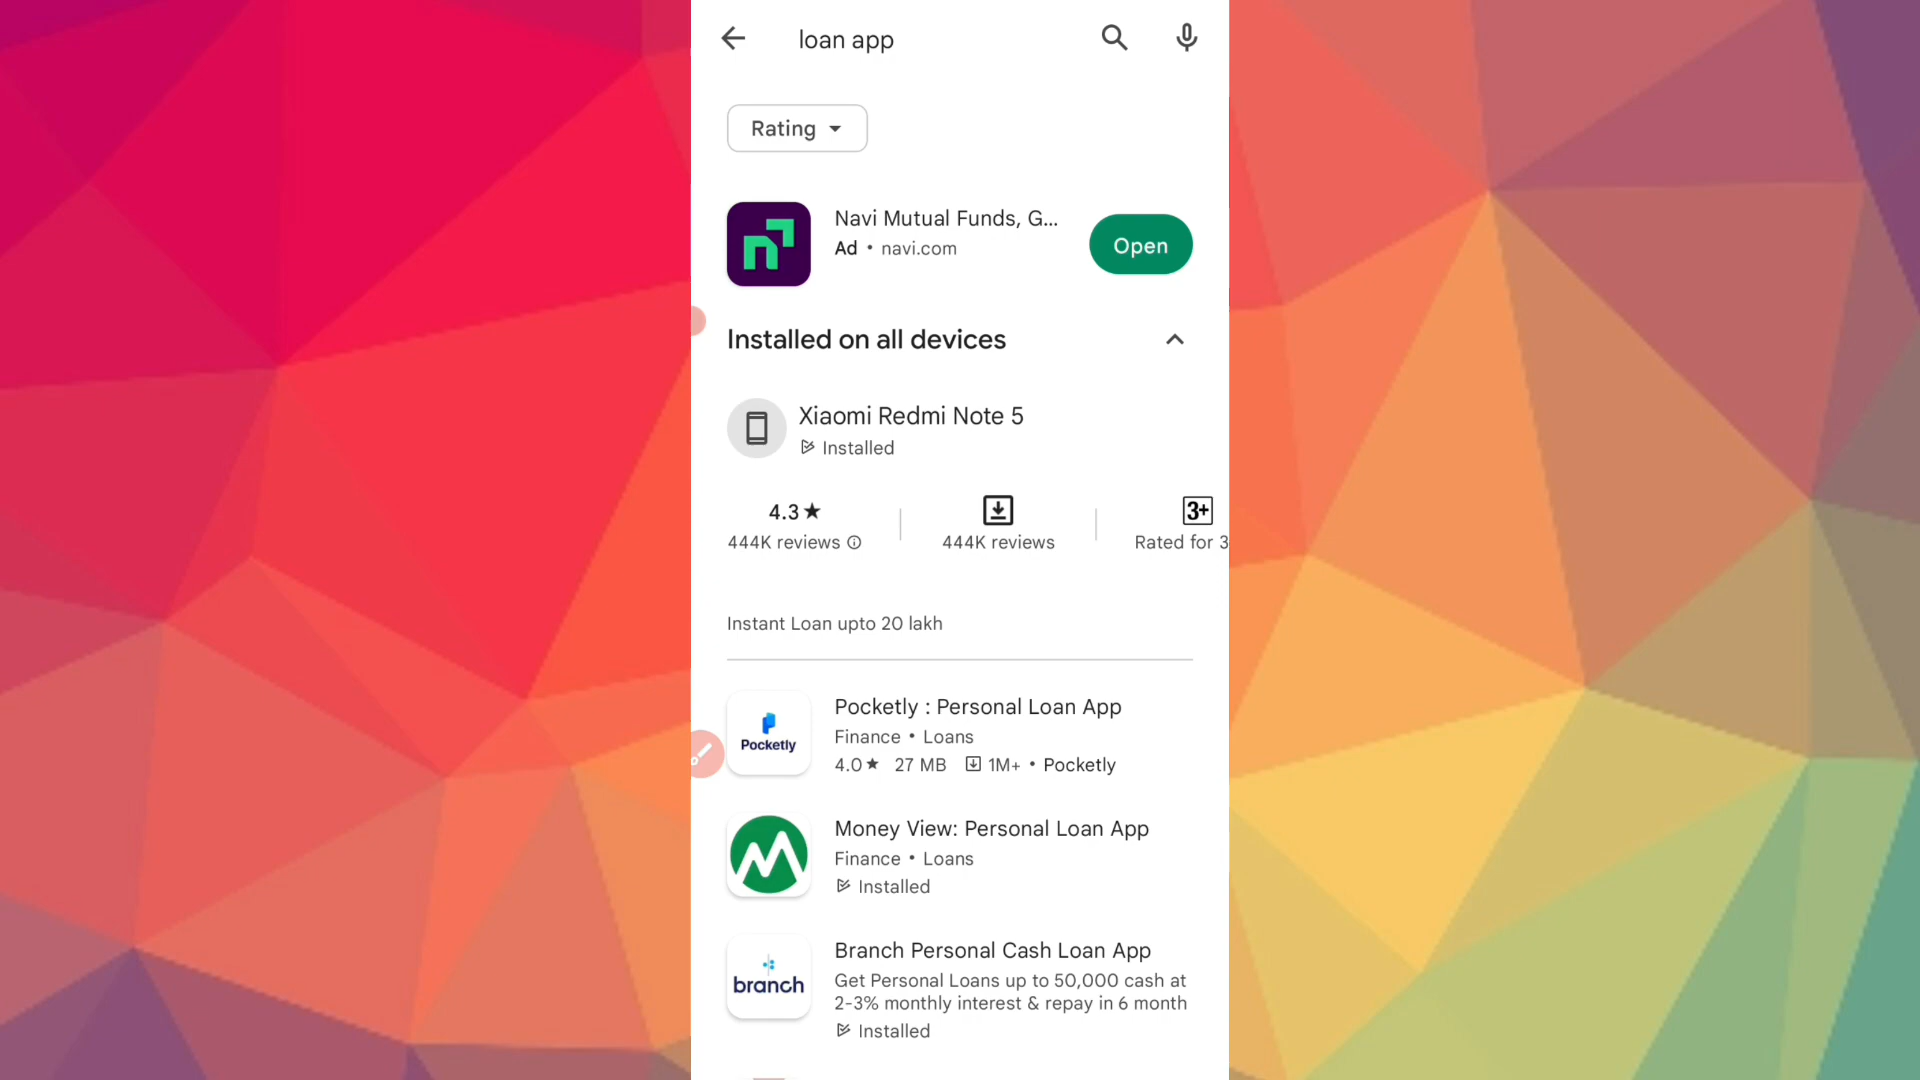 loan app
Rating
Navi Mutual Funds, G...
Ad • navi.com
Open
Installed on all devices
Xiaomi Redmi Note 5
Installed
4.3★
444K reviews
444K reviews
3+
Rated for 3
Instant Loan upto 20 lakh
Pocketly
Pocketly : Personal Loan App
Finance • Loans
4.0★ 27 MB 1M+ • Pocketly
Money View: Personal Loan App
Finance • Loans
Installed
branch
Branch Personal Cash Loan App
Get Personal Loans up to 50,000 cash at
2-3% monthly interest & repay in 6 month
Installed